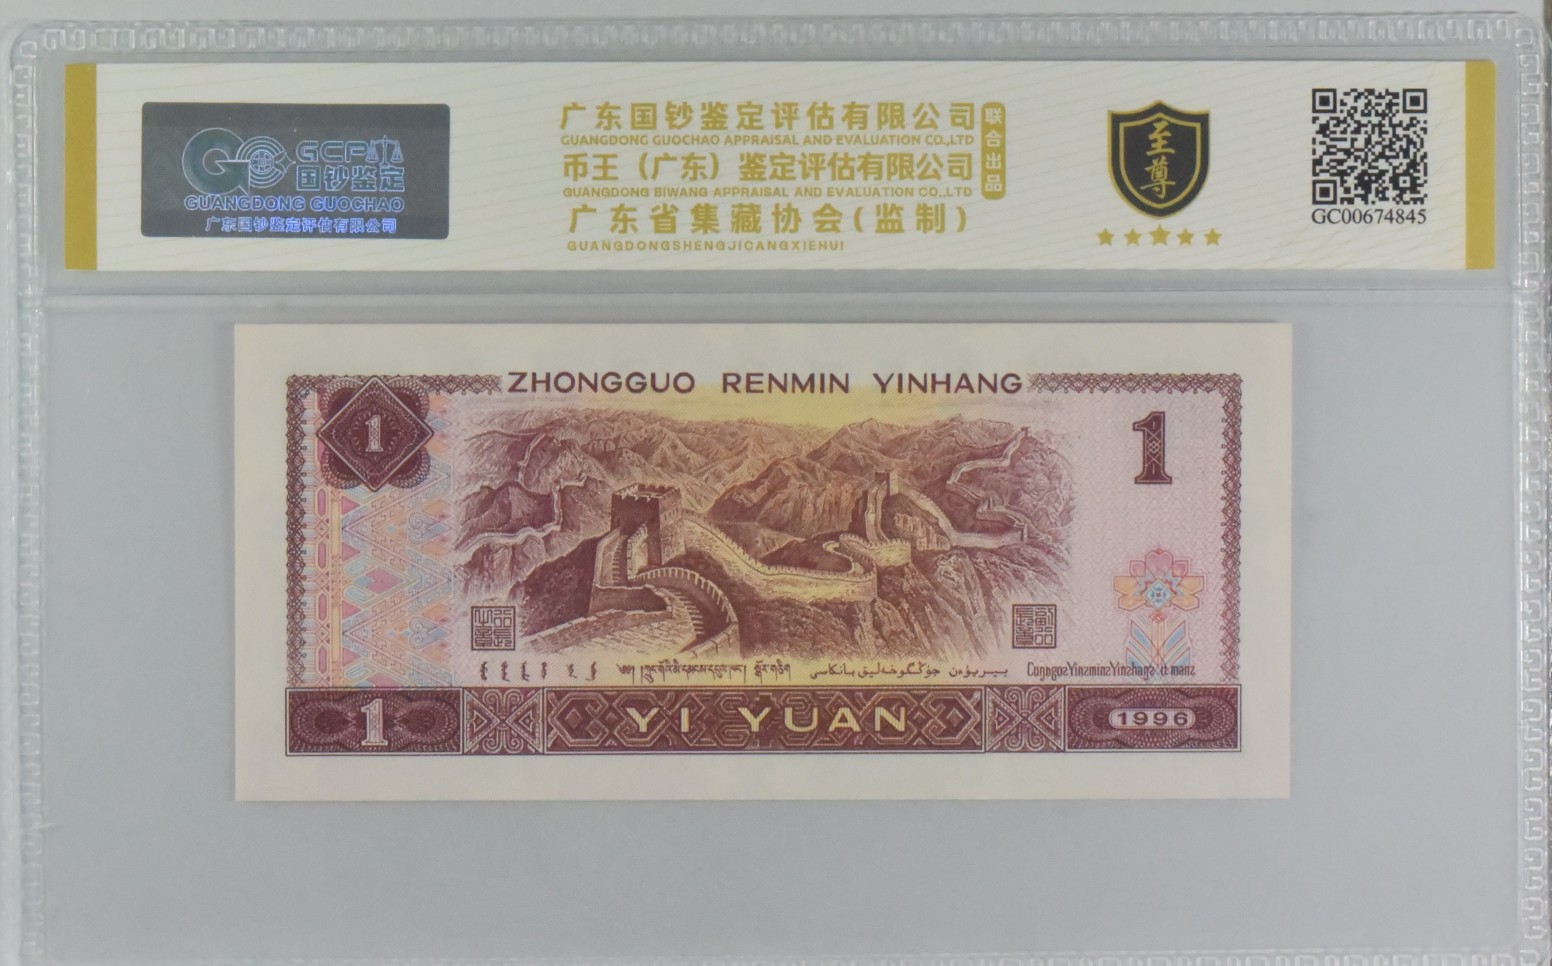 GCP
国钞鉴定
GUANGDONG GUOCHAO
广东国钞鉴定评估有限公司
广东国钞鉴定评估有限公司
GUANGDONG GUOCHAO APPRAISAL AND EVALUATION CO.,LTD
币王（广东）鉴定评估有限公司
GUANGDONG BIWANG APPRAISAL AND EVALUATION CO.,LTD
广东省集藏协会(监制)
GUANGDONGSHENGJICANGXIEHUI
联合出品
至尊
GC00674845
ZHONGGUO RENMIN YINHANG
1
1
1
YI YUAN
1996